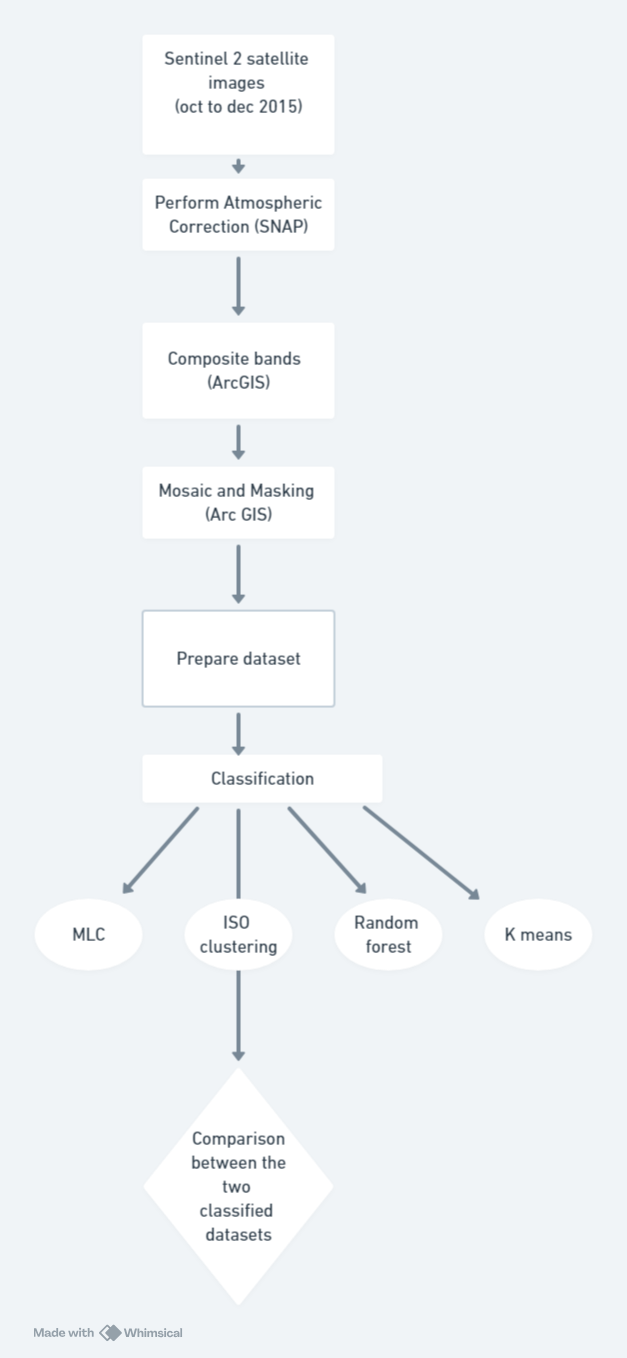 Sentinel 2 satellite
images
(oct to dec 2015)
Perform Atmospheric
Correction (SNAP)
Composite bands
(ArcGIS)
Mosaic and Masking
(Arc GIS)
Prepare dataset
Classification
MLC
ISO
clustering
Random
forest
K means
Comparison
between the
two
classified
datasets
Made with Whimsical